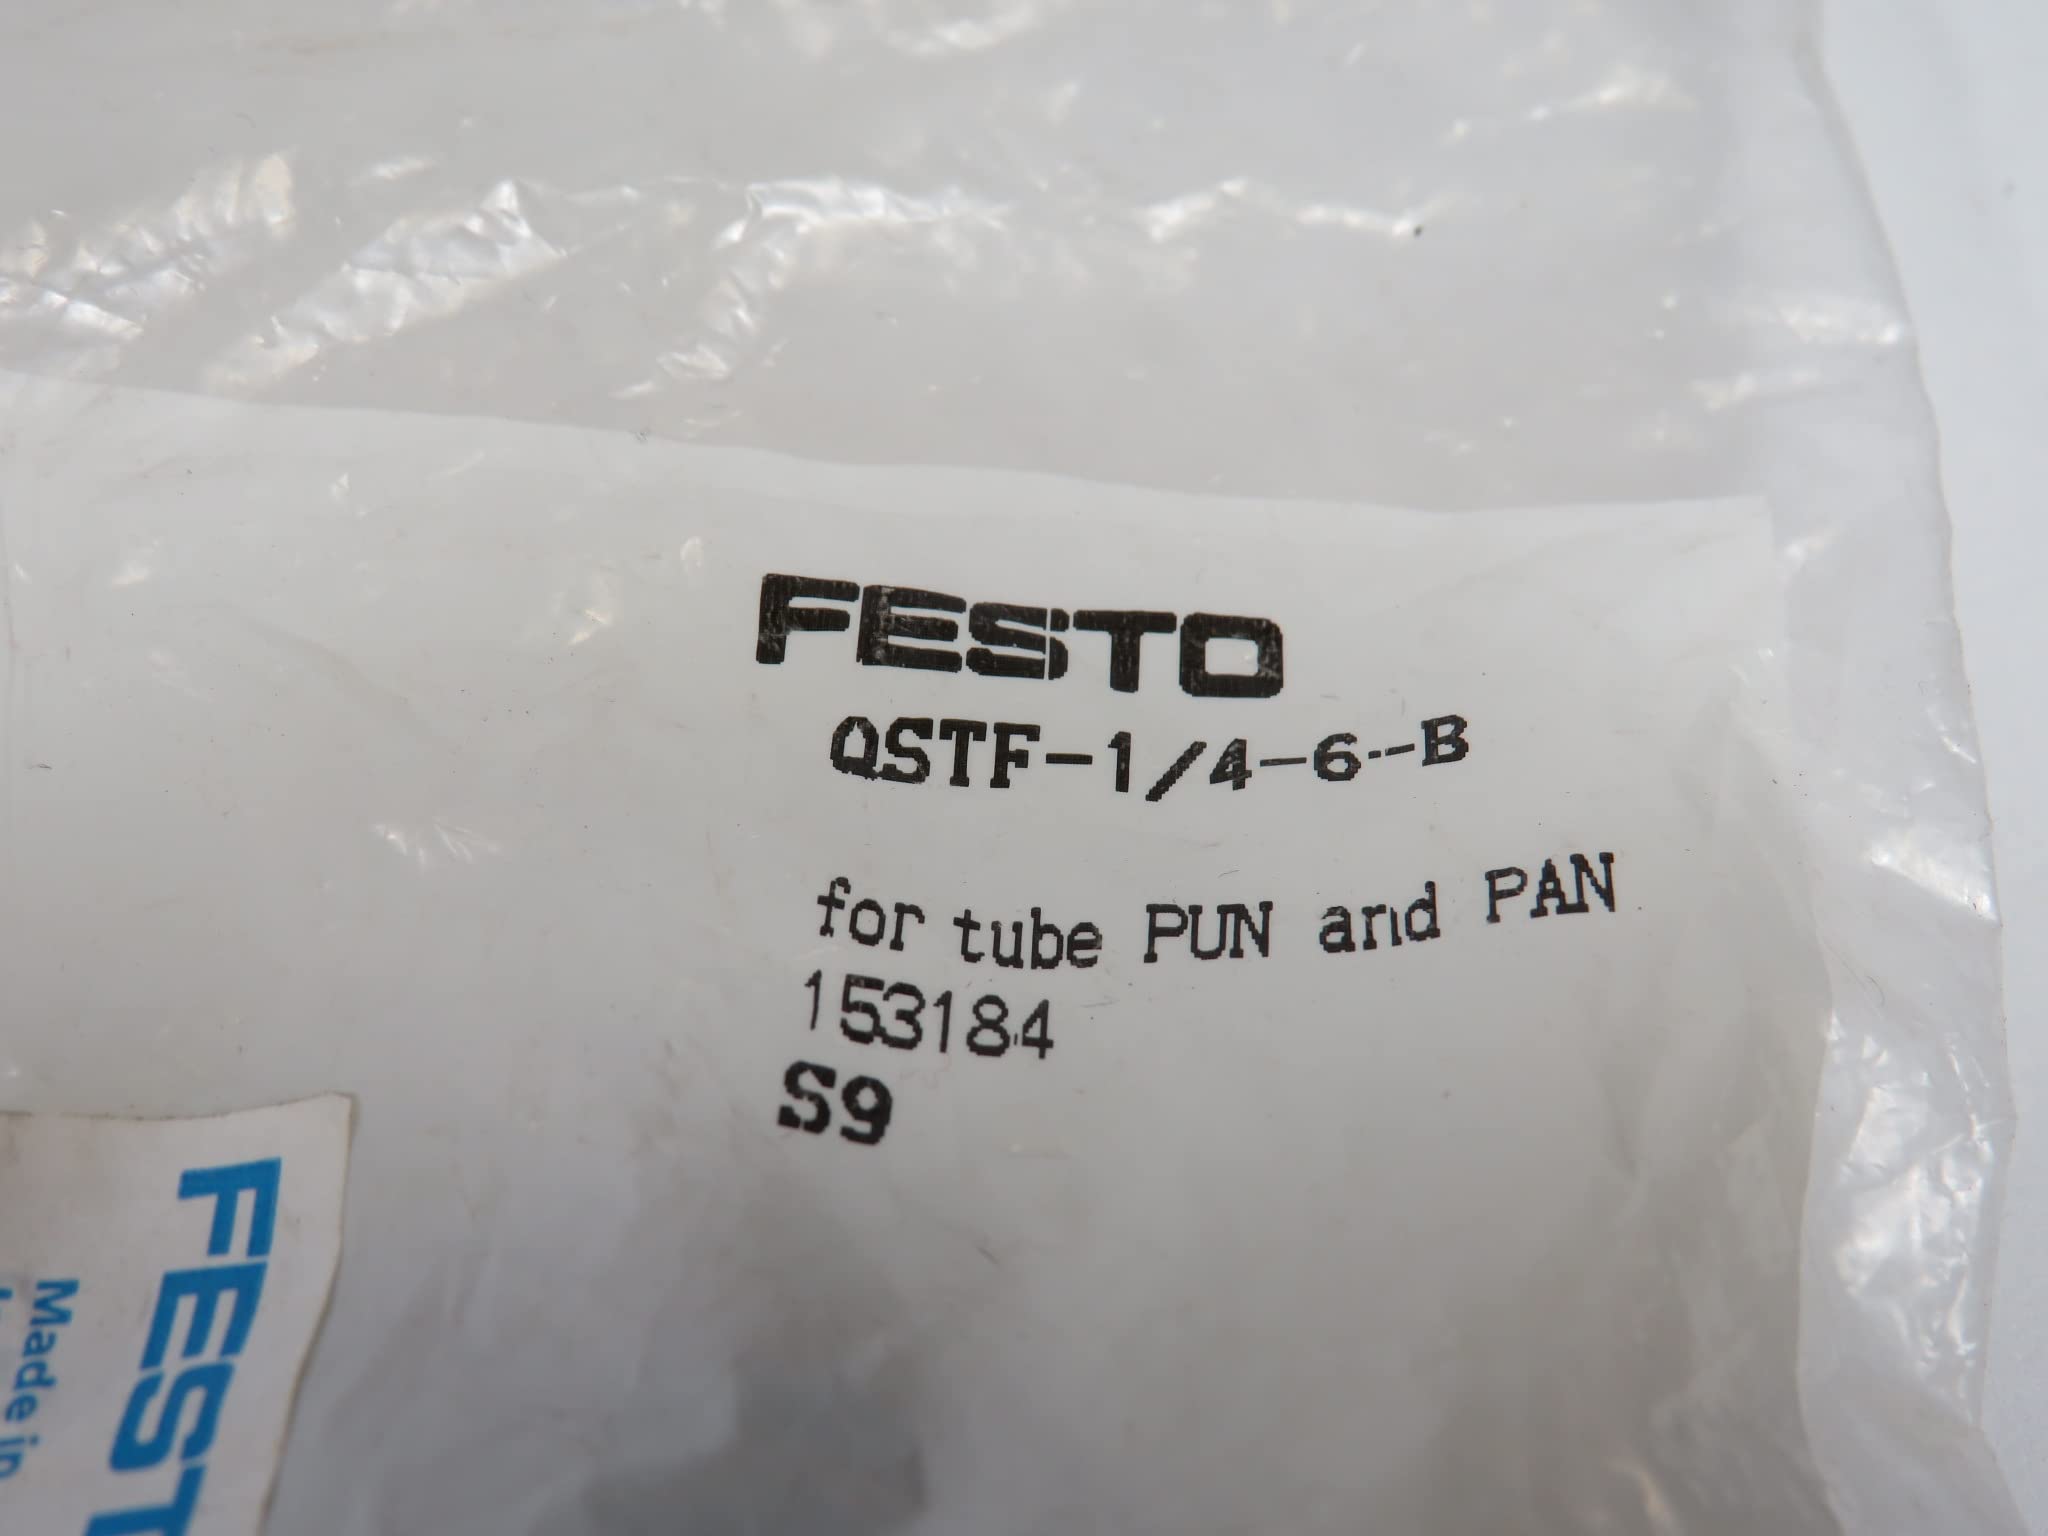 FESTO
QSTF-1/4-6-B
for tube PUN and PAN
153184
S9
FEST
Made in